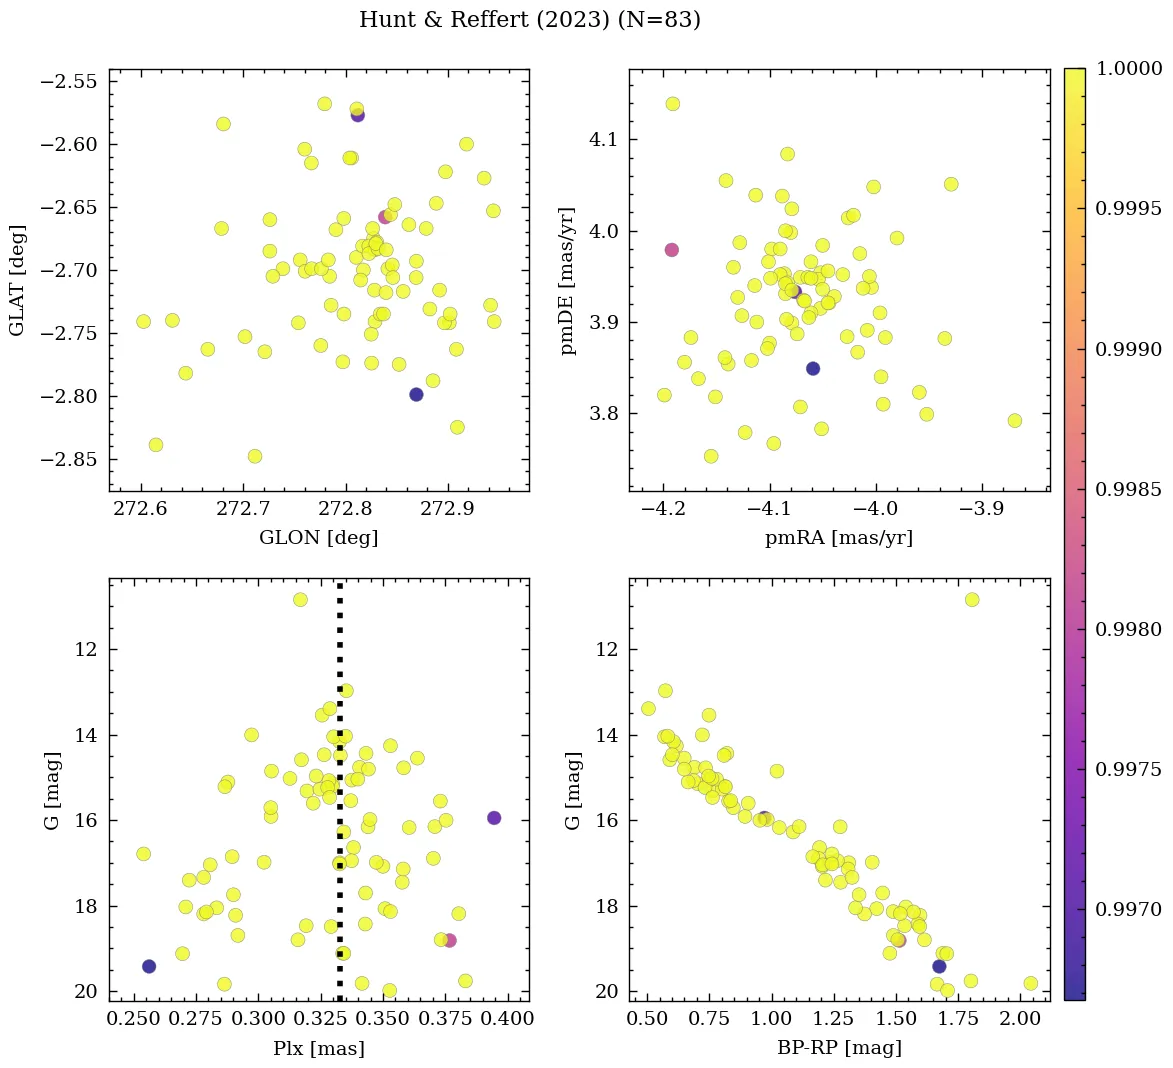 Hunt & Reffert (2023) (N=83)
−2.55
−2.60
−2.65
−2.70
−2.75
−2.80
−2.85
GLAT [deg]
272.6 272.7 272.8 272.9
GLON [deg]
4.1
4.0
3.9
3.8
pmDE [mas/yr]
−4.2 −4.1 −4.0 −3.9
pmRA [mas/yr]
12
14
16
18
20
G [mag]
0.250 0.275 0.300 0.325 0.350 0.375 0.400
Plx [mas]
12
14
16
18
20
G [mag]
0.50 0.75 1.00 1.25 1.50 1.75 2.00
BP-RP [mag]
1.0000
0.9995
0.9990
0.9985
0.9980
0.9975
0.9970